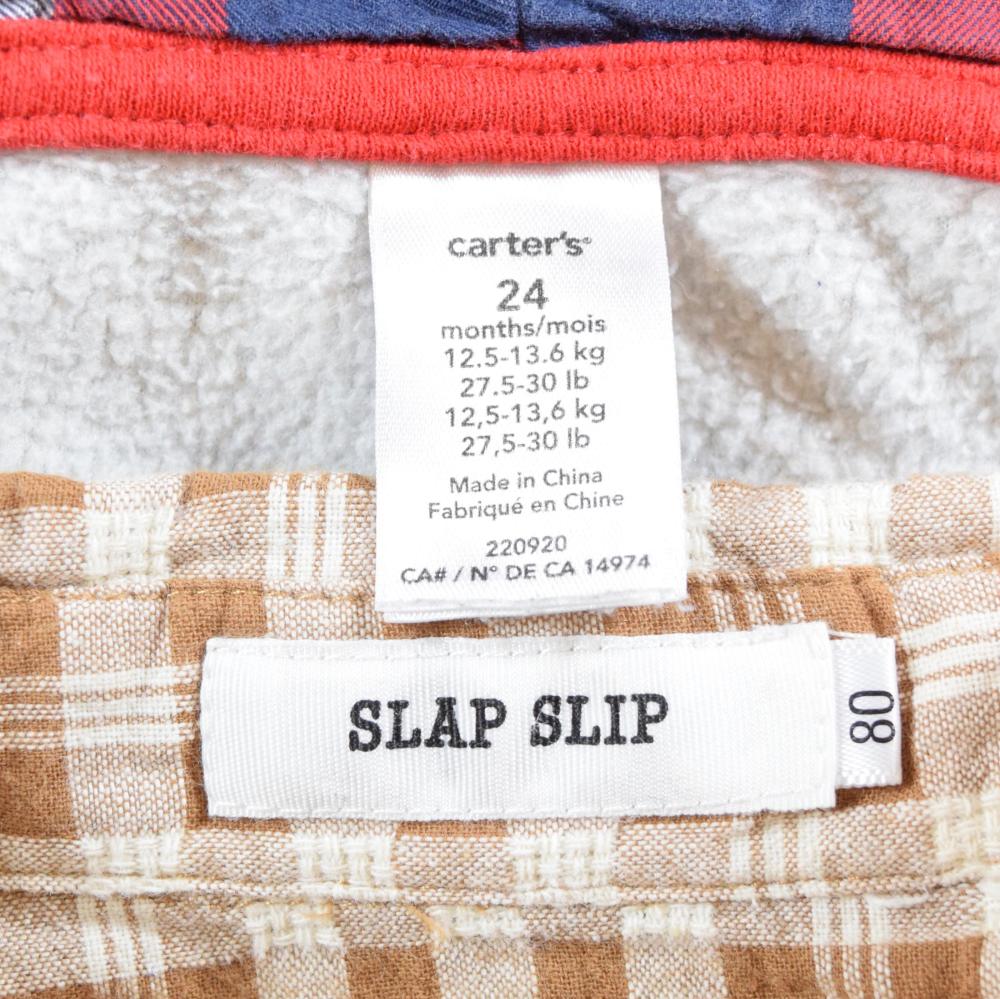 carter's
24
months/mois
12.5-13.6 kg
27.5-30 lb
12,5-13,6 kg
27,5-30 lb
Made in China
Fabriqué en Chine
220920
CA# / N° DE CA 14974
SLAP SLIP
80